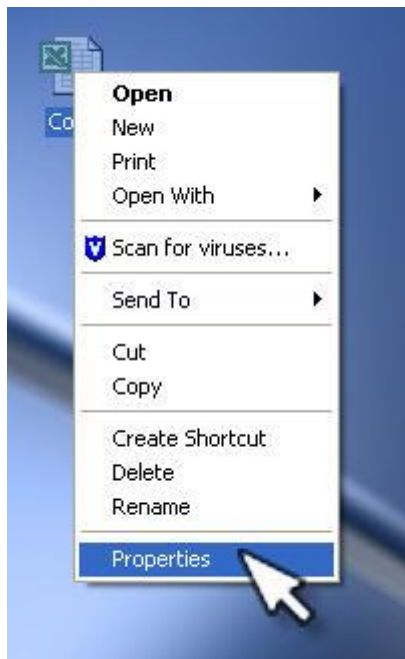 Co
Open
New
Print
Open With
Scan for viruses...
Send To
Cut
Copy
Create Shortcut
Delete
Rename
Properties